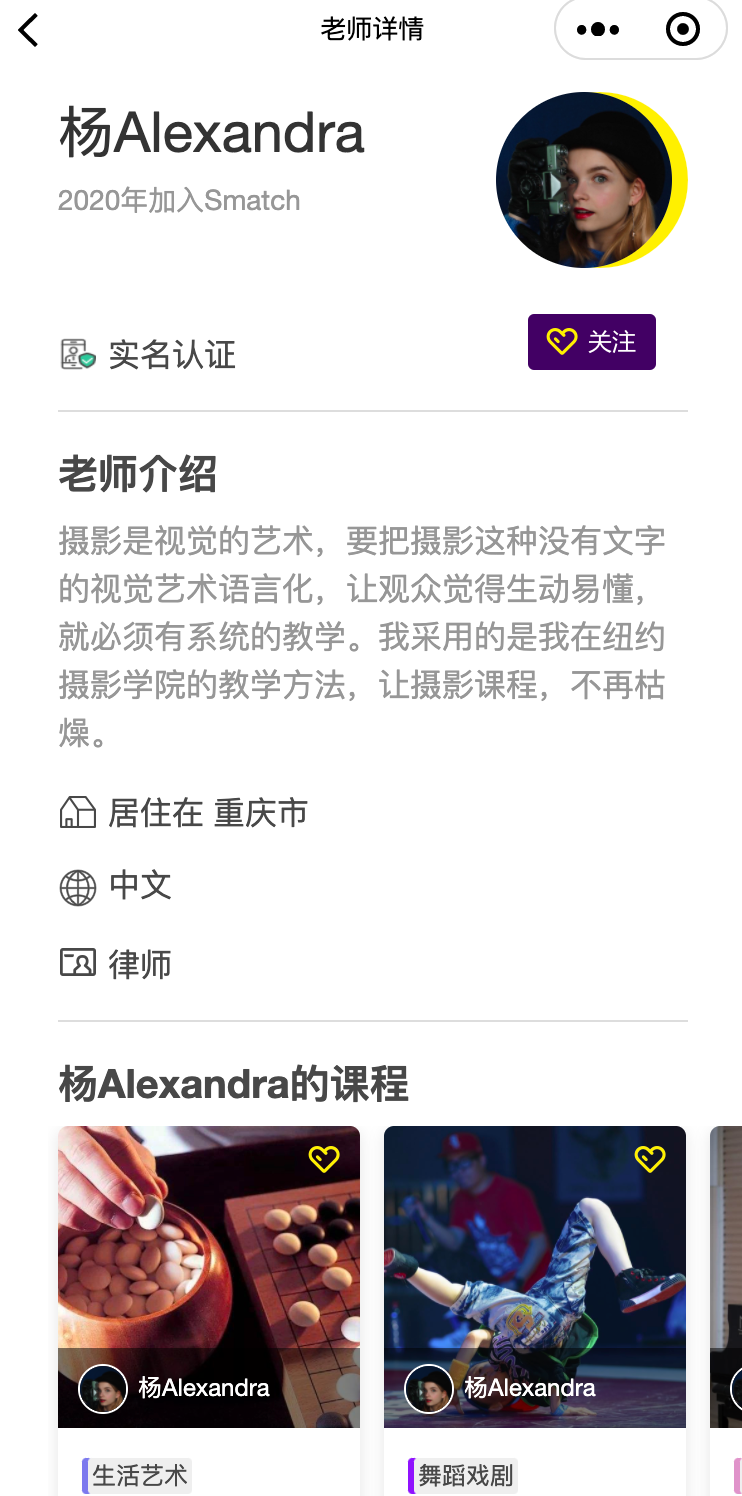 老师详情
杨Alexandra
2020年加入Smatch
实名认证
关注
老师介绍
摄影是视觉的艺术，要把摄影这种没有文字
的视觉艺术语言化，让观众觉得生动易懂，
就必须有系统的教学。我采用的是我在纽约
摄影学院的教学方法，让摄影课程，不再枯
燥。
居住在 重庆市
中文
律师
杨Alexandra的课程
杨Alexandra
杨Alexandra
生活艺术
舞蹈戏剧